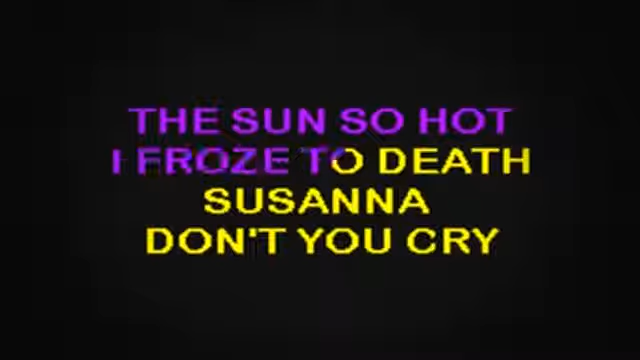 THE SUN SO HOT
I FROZE TO DEATH
SUSANNA
DON'T YOU CRY